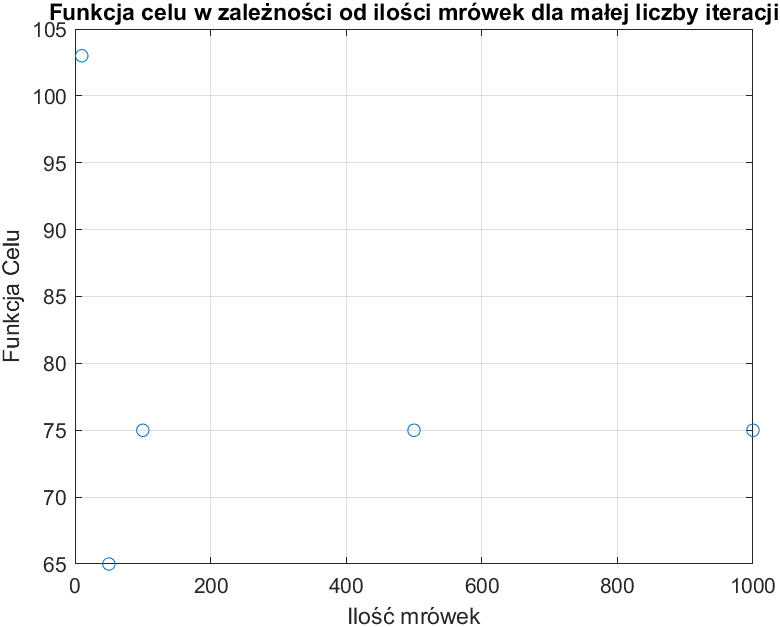 Funkcja celu w zależności od ilości mrówek dla małej liczby iteracji
105
100
95
90
85
80
75
70
65
Funkcja Celu
0 200 400 600 800 1000
Ilość mrówek